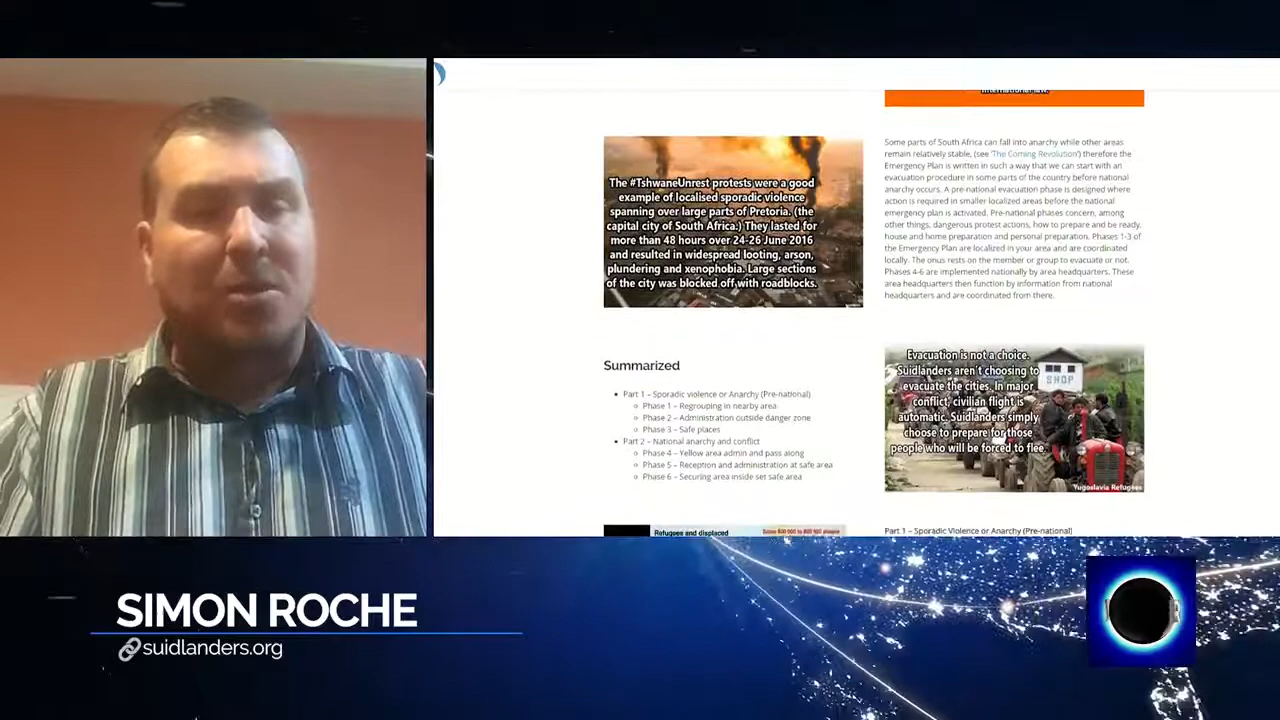 International law.
The #TshwaneUnrest protests were a good
example of localised sporadic violence
spanning over large parts of Pretoria. (the
capital city of South Africa.) They lasted for
more than 48 hours over 24-26 June 2016
and resulted in widespread looting, arson,
plundering and xenophobia. Large sections
of the city was blocked off with roadblocks.
Summarized
Part 1 – Sporadic violence or Anarchy (Pre-national)
Phase 1 – Regrouping in nearby area
Phase 2 – Administration outside danger zone
Phase 3 – Safe places
Part 2 – National anarchy and conflict
Phase 4 – Yellow area admin and pass along
Phase 5 – Reception and administration at safe area
Phase 6 – Securing area inside set safe area
Refugee and displaced
Some parts of South Africa can fall into anarchy while other areas
remain relatively stable, (see 'The Coming Revolution') therefore the
Emergency Plan is written in such a way that we can start with an
evacuation procedure in some parts of the country before national
anarchy occurs. A pre-national evacuation phase is designed where
action is required in smaller localized areas before the national
emergency plan is activated. Pre-national phases concern, among
other things, dangerous protest actions, how to prepare and be ready,
house and home preparation and personal preparation. Phases 1-3 of
the Emergency Plan are localized in your area and are coordinated
locally. The onus rests on the member or group to evacuate or not.
Phases 4-6 are implemented nationally by area headquarters. These
area headquarters then function by information from national
headquarters and are coordinated from there.
Evacuation is not a choice.
Suidlanders aren't choosing to
evacuate the cities. In major
conflict, civilian flight is
automatic. Suidlanders simply
choose to prepare for those
people who will be forced to flee.
SHOP
Yugoslavia Refugees
Part 1 – Sporadic Violence or Anarchy (Pre-national)
SIMON ROCHE
suidlanders.org